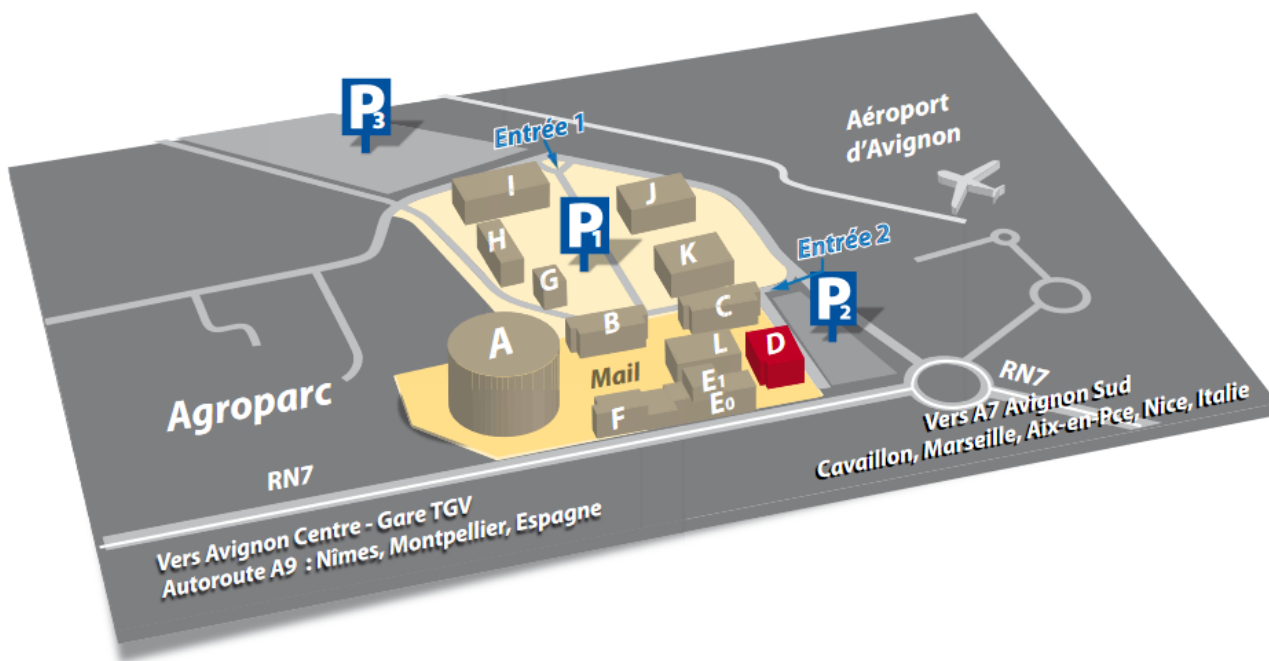 P3
Entrée 1
Aéroport
d'Avignon
I
J
P1
H
Entrée 2
K
G
P2
C
B
A
L
D
Mail
E1
RN7
Agroparc
E0
F
Vers A7 Avignon Sud
Cavaillon, Marseille, Aix-en-Pce, Nice, Italie
RN7
Vers Avignon Centre - Gare TGV
Autoroute A9 : Nîmes, Montpellier, Espagne